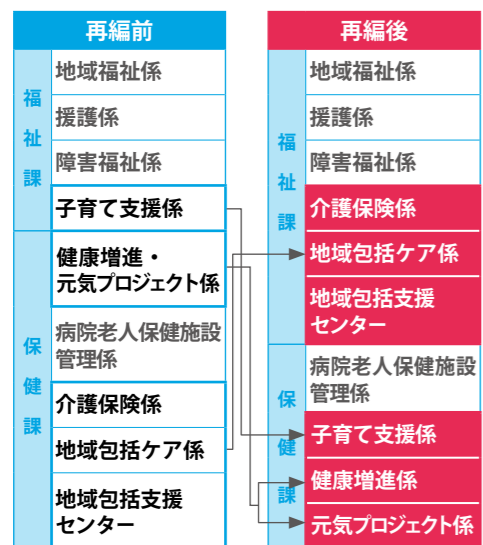 再編前
福祉課
地域福祉係
援護係
障害福祉係
子育て支援係
保健課
健康増進・
元気プロジェクト係
病院老人保健施設
管理係
介護保険係
地域包括ケア係
地域包括支援
センター
再編後
福祉課
地域福祉係
援護係
障害福祉係
介護保険係
地域包括ケア係
地域包括支援
センター
保健課
病院老人保健施設
管理係
子育て支援係
健康増進係
元気プロジェクト係